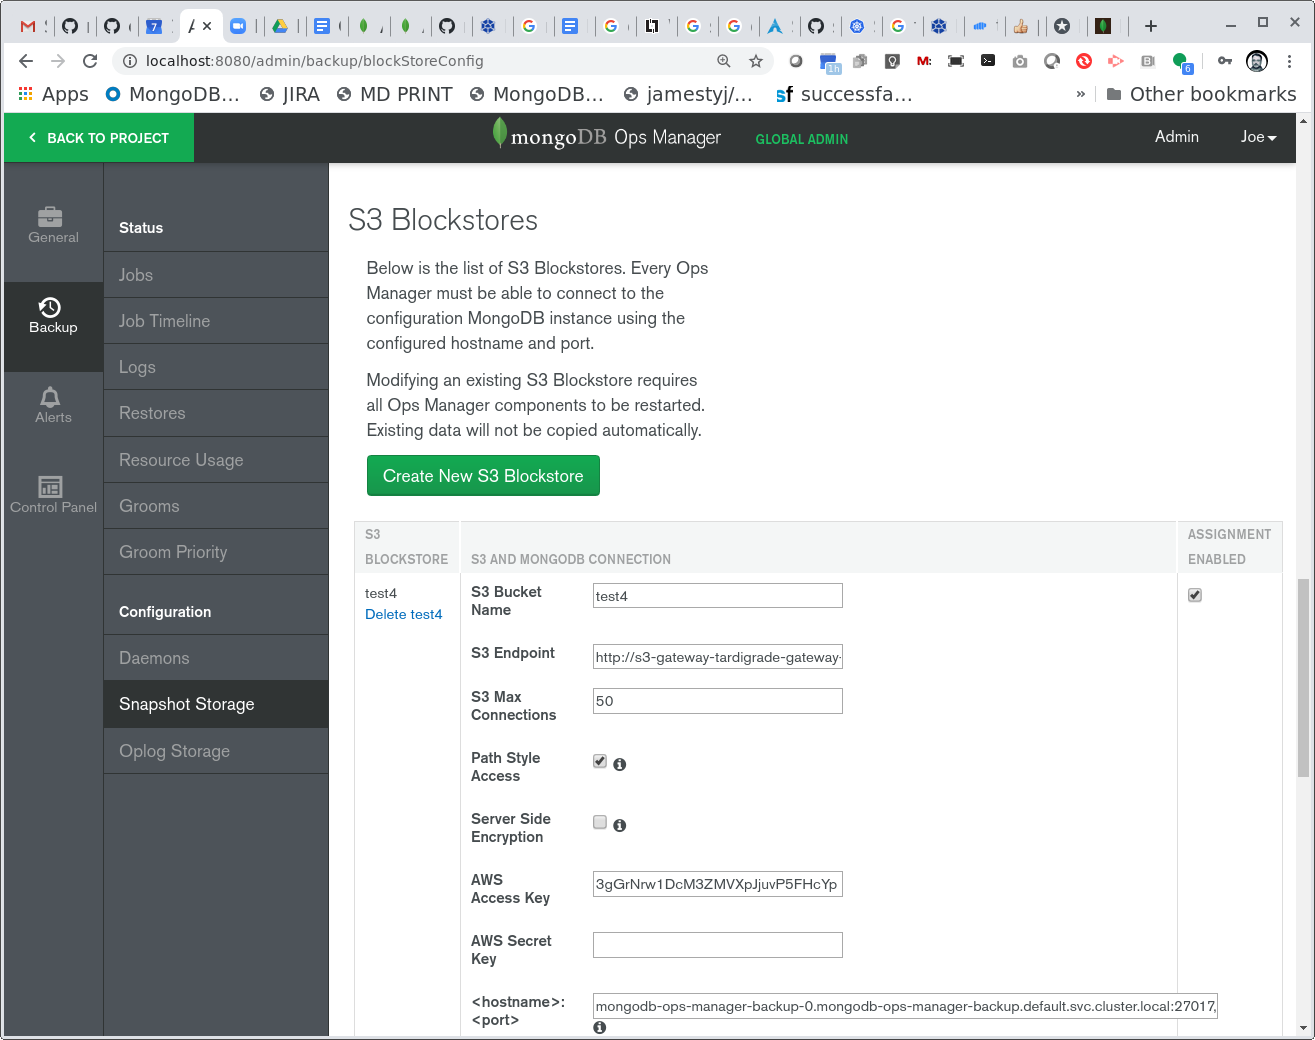 localhost:8080/admin/backup/blockStoreConfig
Apps MongoDB... JIRA MD PRINT MongoDB... jamestyj/... sf successfa... » Other bookmarks
BACK TO PROJECT
mongoDB Ops Manager GLOBAL ADMIN Admin Joe
General
Backup
Alerts
Control Panel
Status
Jobs
Job Timeline
Logs
Restores
Resource Usage
Grooms
Groom Priority
Configuration
Daemons
Snapshot Storage
Oplog Storage
S3 Blockstores
Below is the list of S3 Blockstores. Every Ops
Manager must be able to connect to the
configuration MongoDB instance using the
configured hostname and port.
Modifying an existing S3 Blockstore requires
all Ops Manager components to be restarted.
Existing data will not be copied automatically.
Create New S3 Blockstore
S3
BLOCKSTORE
S3 AND MONGODB CONNECTION
ASSIGNMENT
ENABLED
test4
Delete test4
S3 Bucket
Name
test4
S3 Endpoint
http://s3-gateway-tardigrade-gateway-
S3 Max
Connections
50
Path Style
Access
Server Side
Encryption
AWS
Access Key
3gGrNrw1DcM3ZMVXpJjuvP5FHcYp
AWS Secret
Key
<hostname>:
<port>
mongodb-ops-manager-backup-0.mongodb-ops-manager-backup.default.svc.cluster.local:27017,